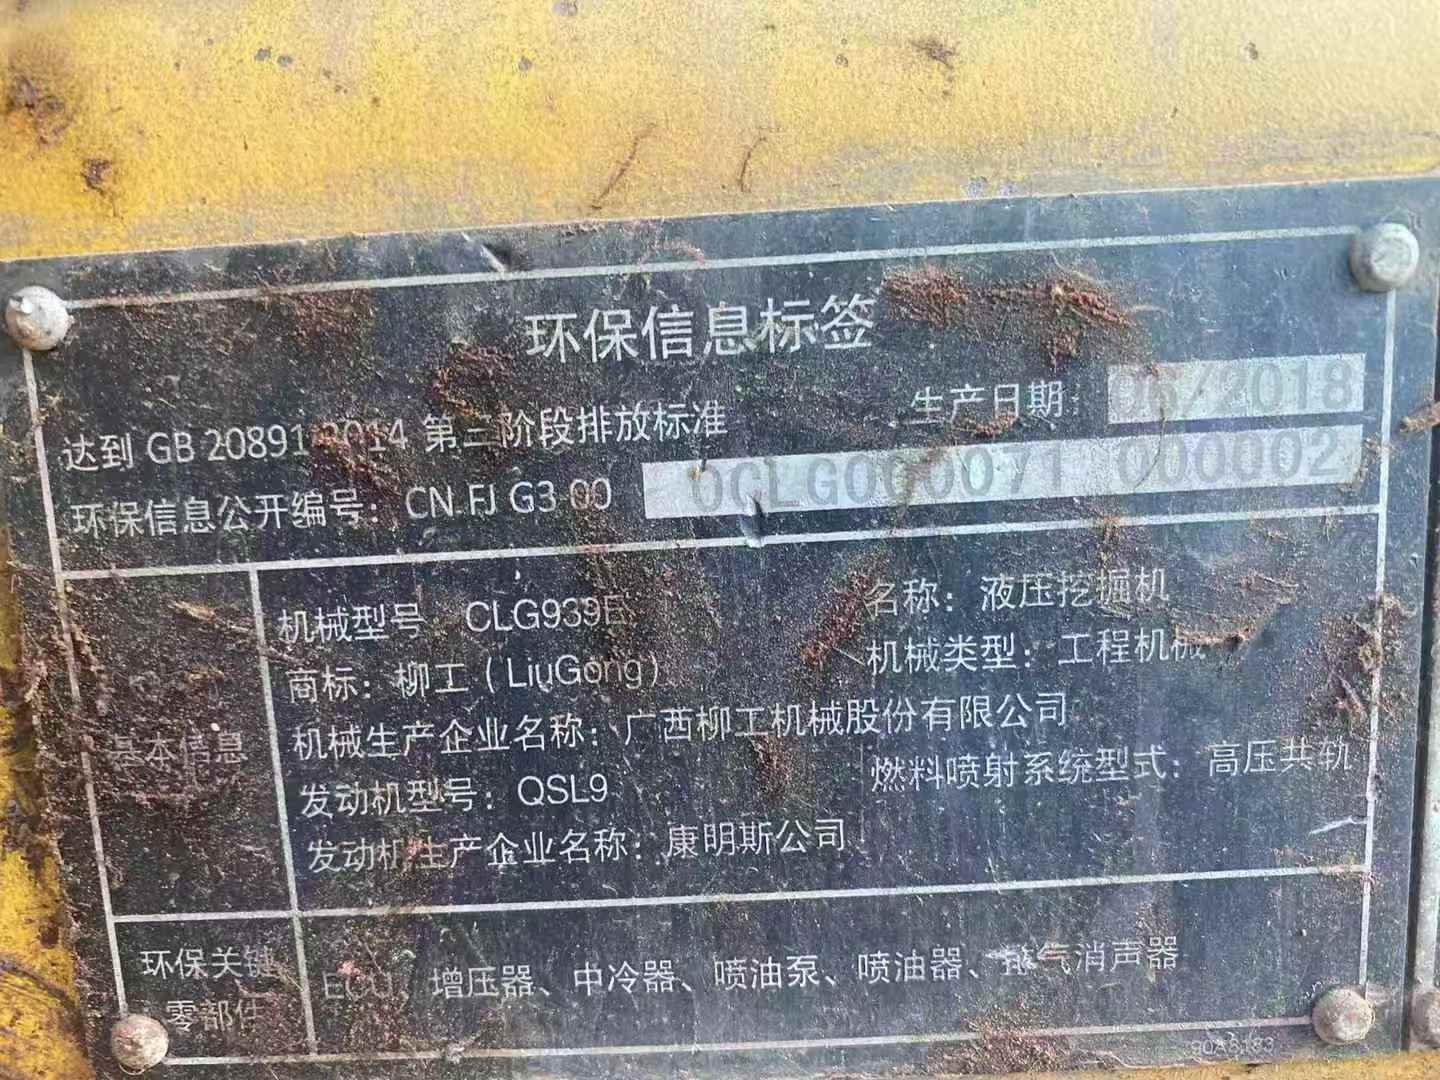 环保信息标签
生产日期: 06/2018
达到 GB 20891-2014 第三阶段排放标准
环保信息公开编号: CN FJ G3 00 0CLG000071 000002
机械型号 CLG939E 名称: 液压挖掘机
商标: 柳工 (LiuGong) 机械类型: 工程机械
基本信息
机械生产企业名称: 广西柳工机械股份有限公司
发动机型号: QSL9 燃料喷射系统型式: 高压共轨
发动机生产企业名称: 康明斯公司
环保关键
零部件
ECU、增压器、中冷器、喷油泵、喷油器、排气消声器